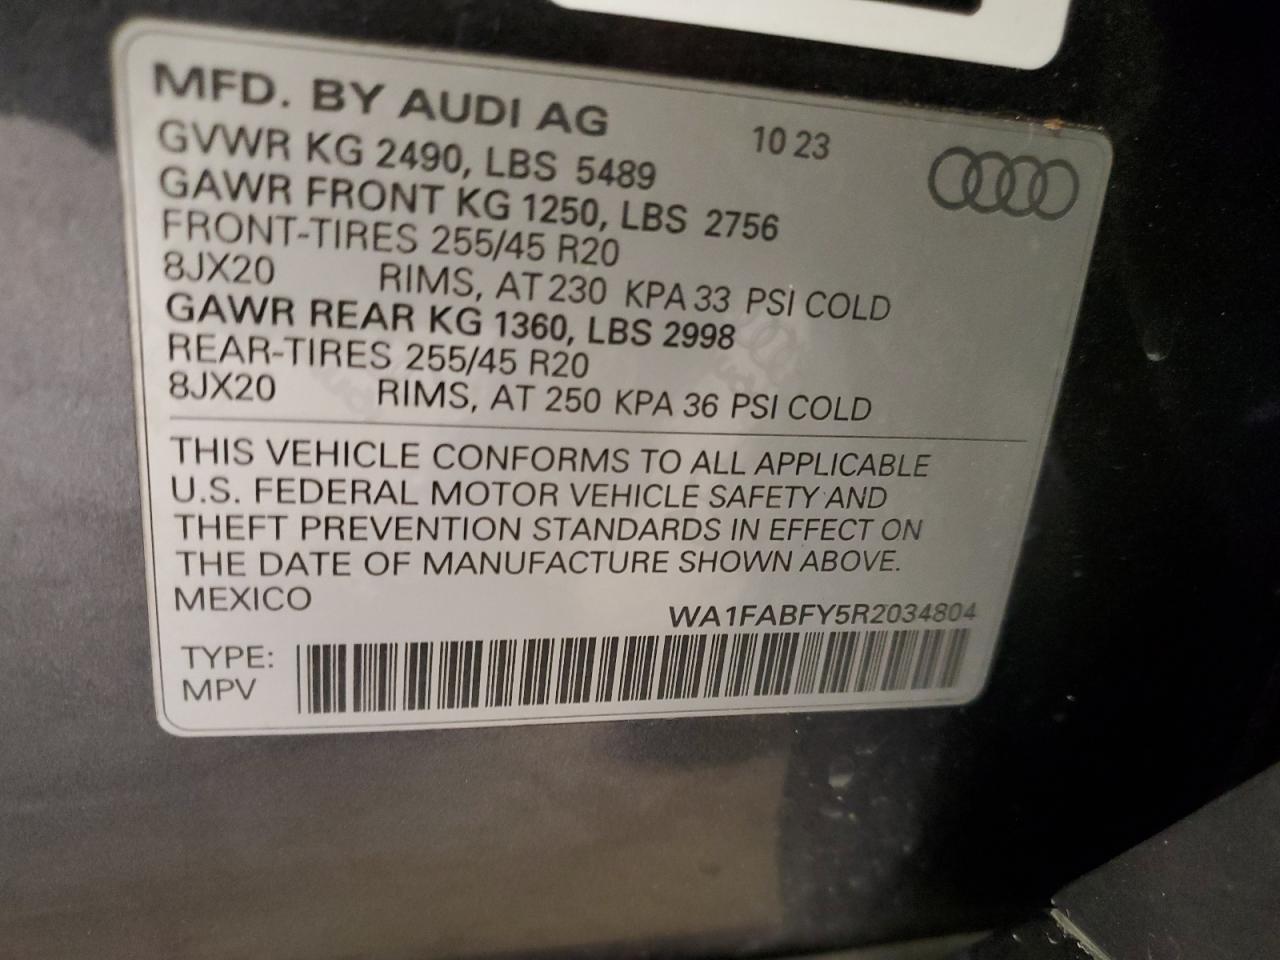 MFD. BY AUDI AG 10 23
GVWR KG 2490, LBS 5489
GAWR FRONT KG 1250, LBS 2756
FRONT-TIRES 255/45 R20
8JX20 RIMS, AT 230 KPA 33 PSI COLD
GAWR REAR KG 1360, LBS 2998
REAR-TIRES 255/45 R20
8JX20 RIMS, AT 250 KPA 36 PSI COLD
THIS VEHICLE CONFORMS TO ALL APPLICABLE
U.S. FEDERAL MOTOR VEHICLE SAFETY AND
THEFT PREVENTION STANDARDS IN EFFECT ON
THE DATE OF MANUFACTURE SHOWN ABOVE.
MEXICO
WA1FABFY5R2034804
TYPE:
MPV